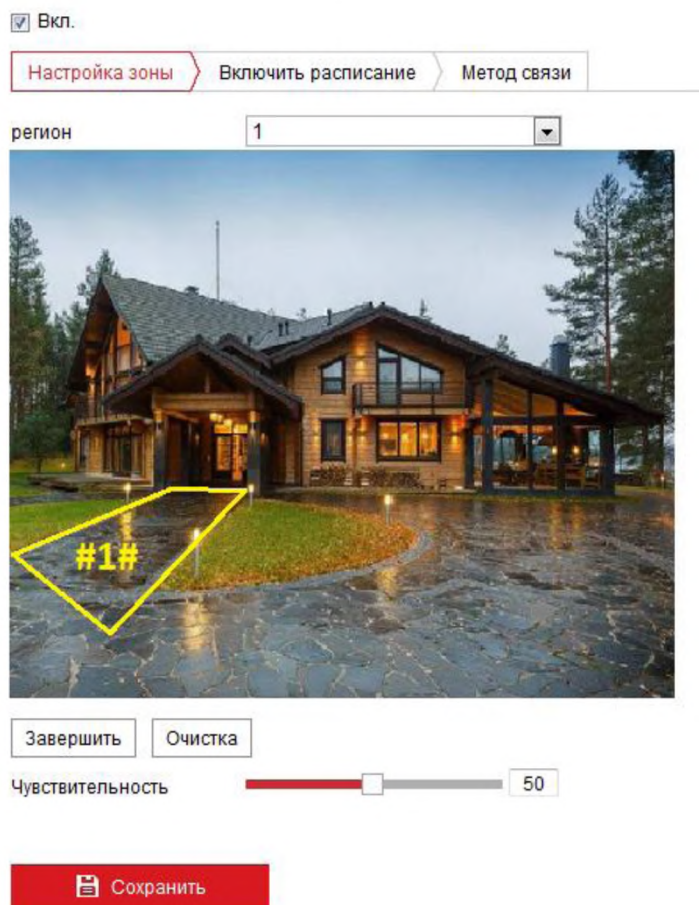 Вкл.
Настройка зоны Включить расписание Метод связи
регион 1
#1#
Завершить Очистка
Чувствительность 50
Сохранить